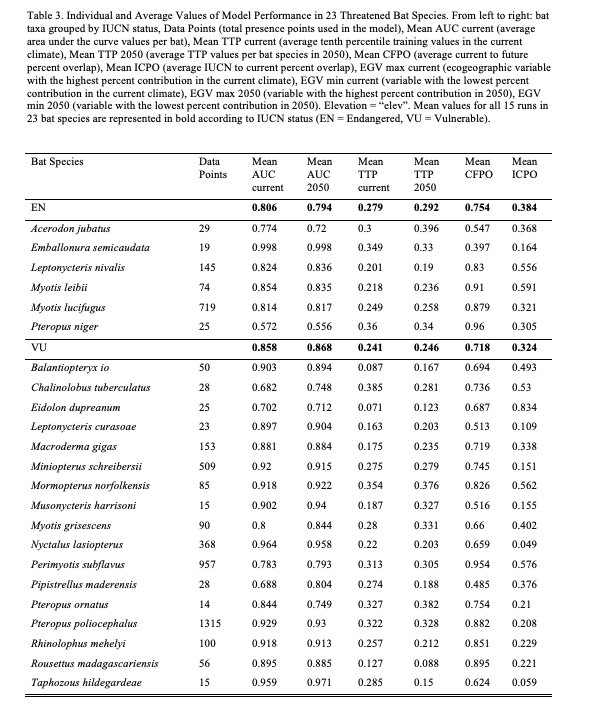 Table 3. Individual and Average Values of Model Performance in 23 Threatened Bat Species. From left to right: bat
taxa grouped by IUCN status, Data Points (total presence points used in the model), Mean AUC current (average
area under the curve values per bat), Mean TTP current (average tenth percentile training values in the current
climate), Mean TTP 2050 (average TTP values per bat species in 2050), Mean CFPO (average current to future
percent overlap), Mean ICPO (average IUCN to current percent overlap), EGV max current (ecogeographic variable
with the highest percent contribution in the current climate), EGV min current (variable with the lowest percent
contribution in the current climate), EGV max 2050 (variable with the highest percent contribution in 2050), EGV
min 2050 (variable with the lowest percent contribution in 2050). Elevation = “elev”. Mean values for all 15 runs in
23 bat species are represented in bold according to IUCN status (EN = Endangered, VU = Vulnerable).
Bat Species Data Mean Mean Mean Mean Mean Mean
Points AUC AUC TTP TTP CFPO ICPO
current 2050 current 2050
EN 0.806 0.794 0.279 0.292 0.754 0.384
Acerodon jubatus 29 0.774 0.72 0.3 0.396 0.547 0.368
Emballonura semicaudata 19 0.998 0.998 0.349 0.33 0.397 0.164
Leptonycteris nivalis 145 0.824 0.836 0.201 0.19 0.83 0.556
Myotis leibii 74 0.854 0.835 0.218 0.236 0.91 0.591
Myotis lucifugus 719 0.814 0.817 0.249 0.258 0.879 0.321
Pteropus niger 25 0.572 0.556 0.36 0.34 0.96 0.305
VU 0.858 0.868 0.241 0.246 0.718 0.324
Balantiopteryx io 50 0.903 0.894 0.087 0.167 0.694 0.493
Chalinolobus tuberculatus 28 0.682 0.748 0.385 0.281 0.736 0.53
Eidolon dupreanum 25 0.702 0.712 0.071 0.123 0.687 0.834
Leptonycteris curasoae 23 0.897 0.904 0.163 0.203 0.513 0.109
Macroderma gigas 153 0.881 0.884 0.175 0.235 0.719 0.338
Miniopterus schreibersii 509 0.92 0.915 0.275 0.279 0.745 0.151
Mormopterus norfolkensis 85 0.918 0.922 0.354 0.376 0.826 0.562
Musonycteris harrisoni 15 0.902 0.94 0.187 0.327 0.516 0.155
Myotis grisescens 90 0.8 0.844 0.28 0.331 0.66 0.402
Nyctalus lasiopterus 368 0.964 0.958 0.22 0.203 0.659 0.049
Perimyotis subflavus 957 0.783 0.793 0.313 0.305 0.954 0.576
Pipistrellus maderensis 28 0.688 0.804 0.274 0.188 0.485 0.376
Pteropus ornatus 14 0.844 0.749 0.327 0.382 0.754 0.21
Pteropus poliocephalus 1315 0.929 0.93 0.322 0.328 0.882 0.208
Rhinolophus mehelyi 100 0.918 0.913 0.257 0.212 0.851 0.229
Rousettus madagascariensis 56 0.895 0.885 0.127 0.088 0.895 0.221
Taphozous hildegardeae 15 0.959 0.971 0.285 0.15 0.624 0.059